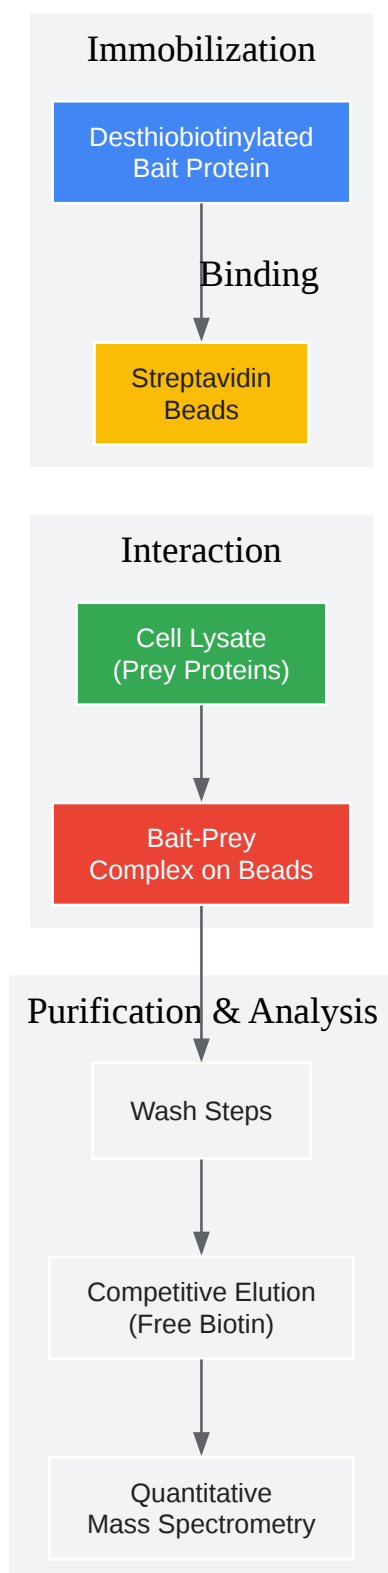 Immobilization
Desthiobiotinylated
Bait Protein
Binding
Streptavidin
Beads
Interaction
Cell Lysate
(Prey Proteins)
Bait-Prey
Complex on Beads
Purification & Analysis
Wash Steps
Competitive Elution
(Free Biotin)
Quantitative
Mass Spectrometry